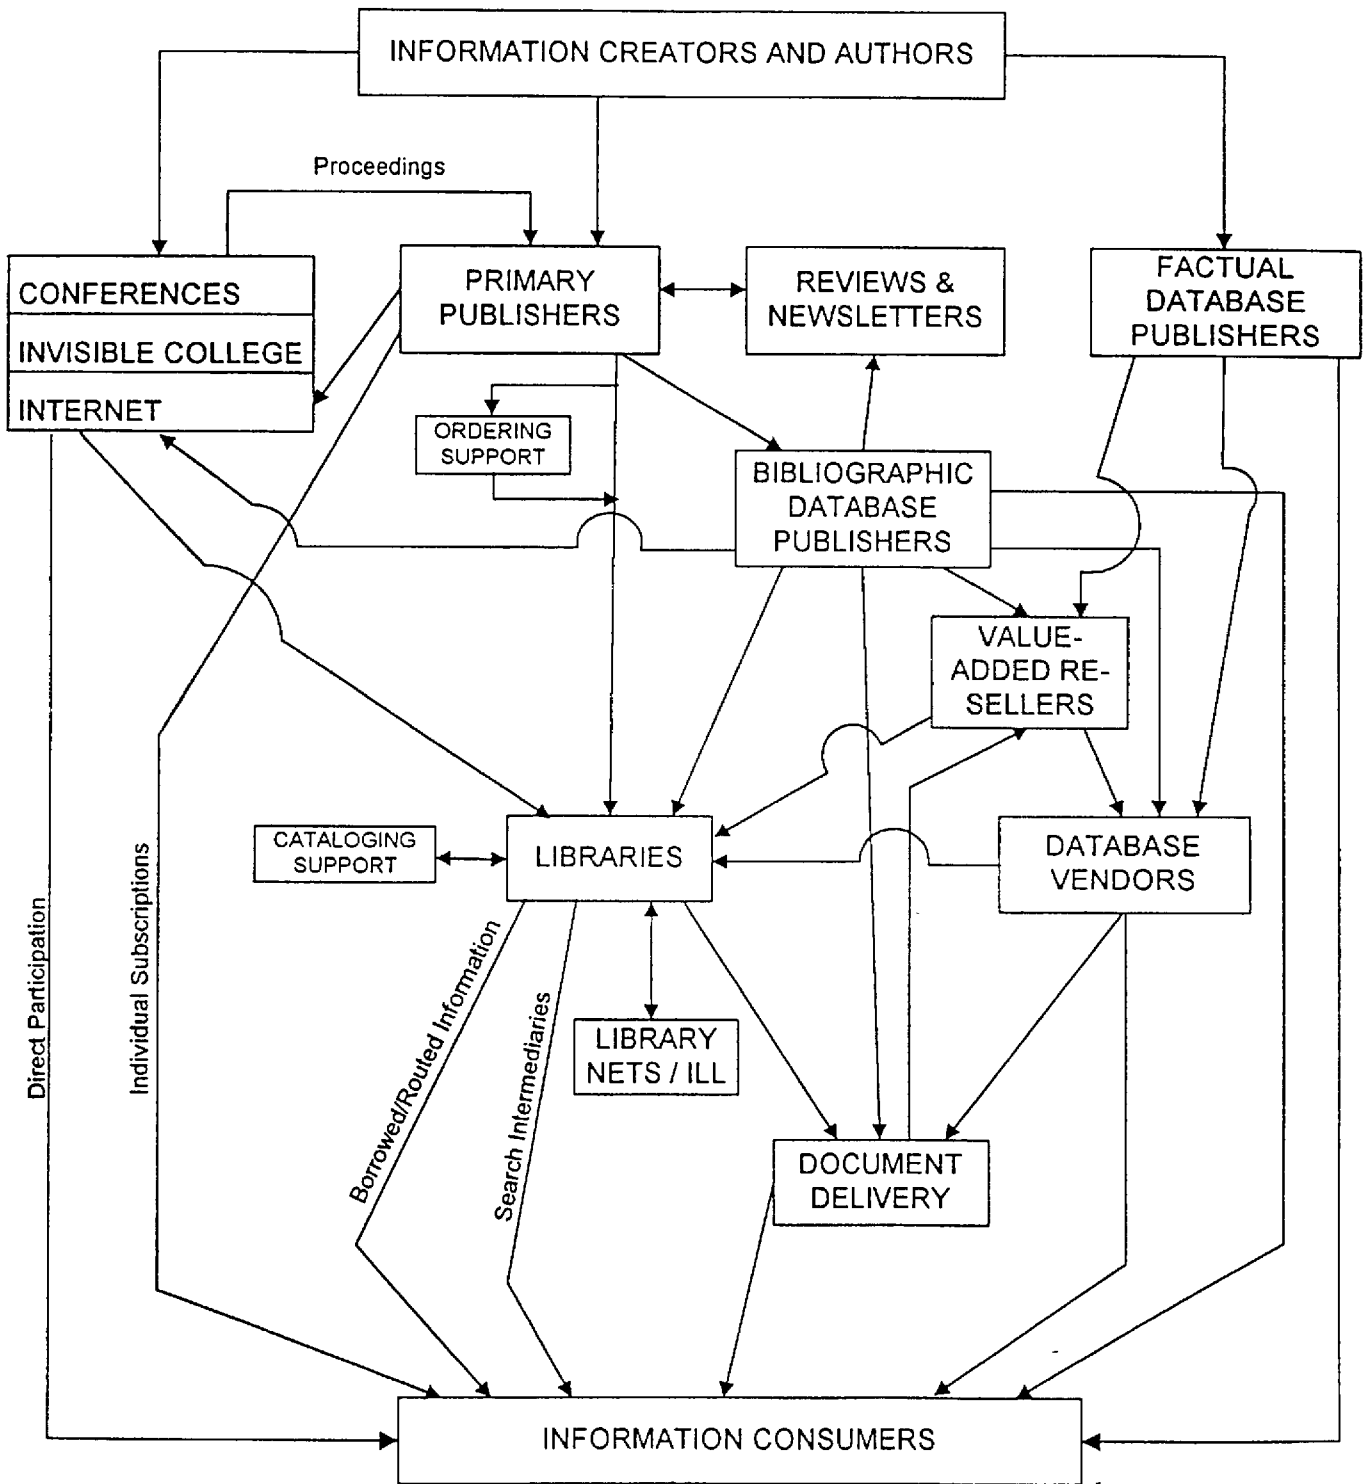 INFORMATION CREATORS AND AUTHORS
Proceedings
CONFERENCES
INVISIBLE COLLEGE
INTERNET
PRIMARY
PUBLISHERS
REVIEWS &
NEWSLETTERS
FACTUAL
DATABASE
PUBLISHERS
ORDERING
SUPPORT
BIBLIOGRAPHIC
DATABASE
PUBLISHERS
VALUE-
ADDED RE-
SELLERS
CATALOGING
SUPPORT
LIBRARIES
DATABASE
VENDORS
Direct Participation
Individual Subscriptions
Borrowed/Routed Information
Search Intermediaries
LIBRARY
NETS / ILL
DOCUMENT
DELIVERY
INFORMATION CONSUMERS